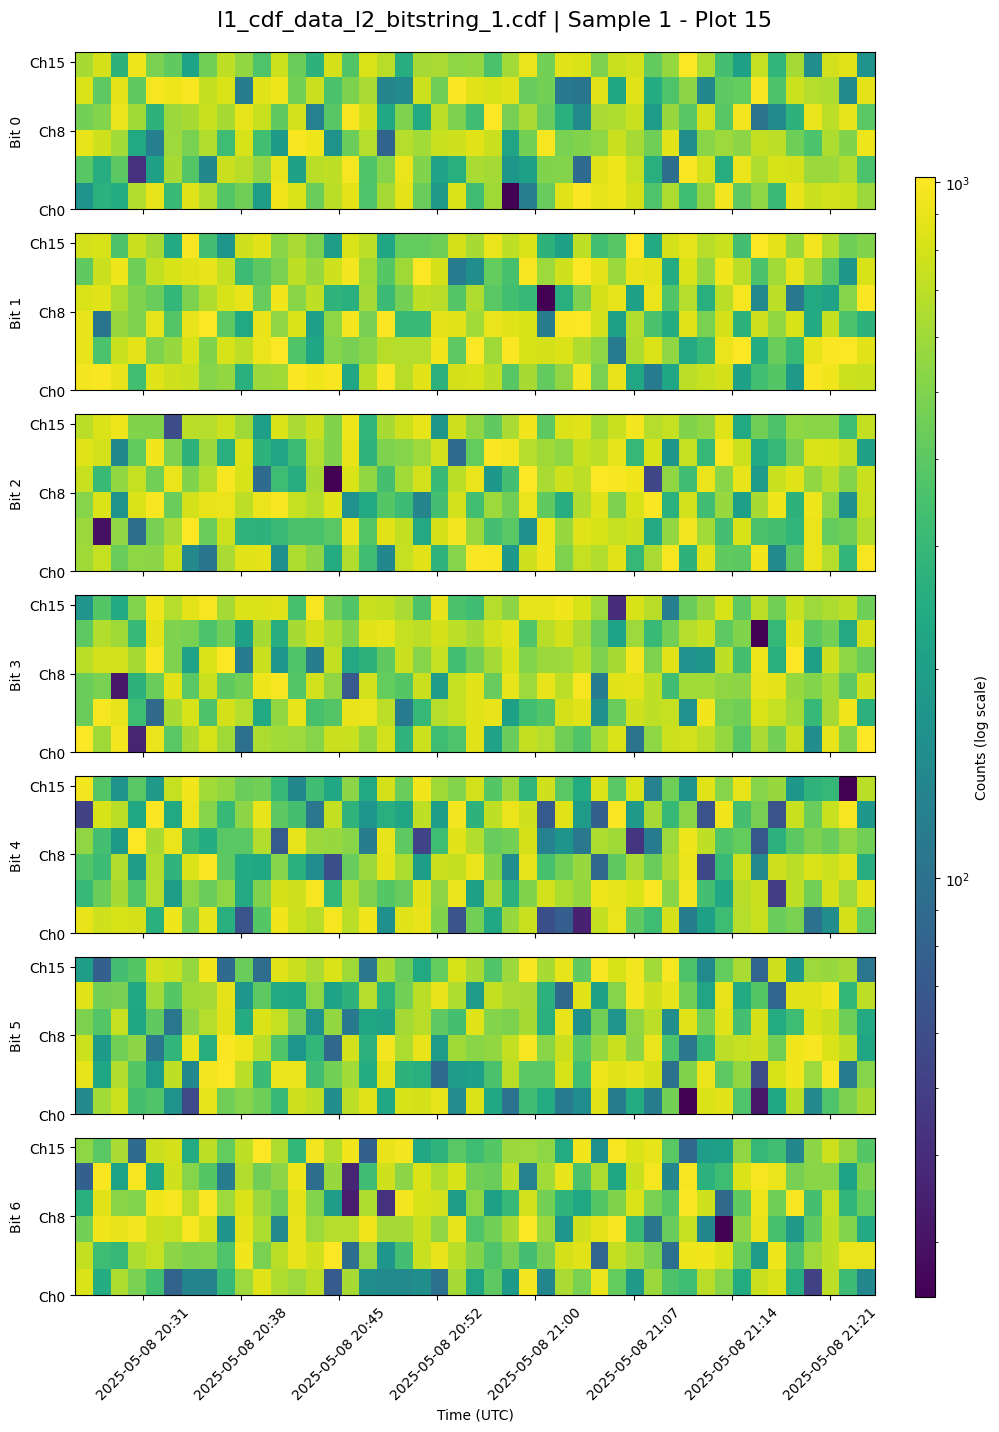 l1_cdf_data_l2_bitstring_1.cdf | Sample 1 - Plot 15
Bit 0
Ch15
Ch8
Ch0
Bit 1
Ch15
Ch8
Ch0
Bit 2
Ch15
Ch8
Ch0
Bit 3
Ch15
Ch8
Ch0
Bit 4
Ch15
Ch8
Ch0
Bit 5
Ch15
Ch8
Ch0
Bit 6
Ch15
Ch8
Ch0
2025-05-08 20:31
2025-05-08 20:38
2025-05-08 20:45
2025-05-08 20:52
2025-05-08 21:00
2025-05-08 21:07
2025-05-08 21:14
2025-05-08 21:21
Time (UTC)
10³
10²
Counts (log scale)